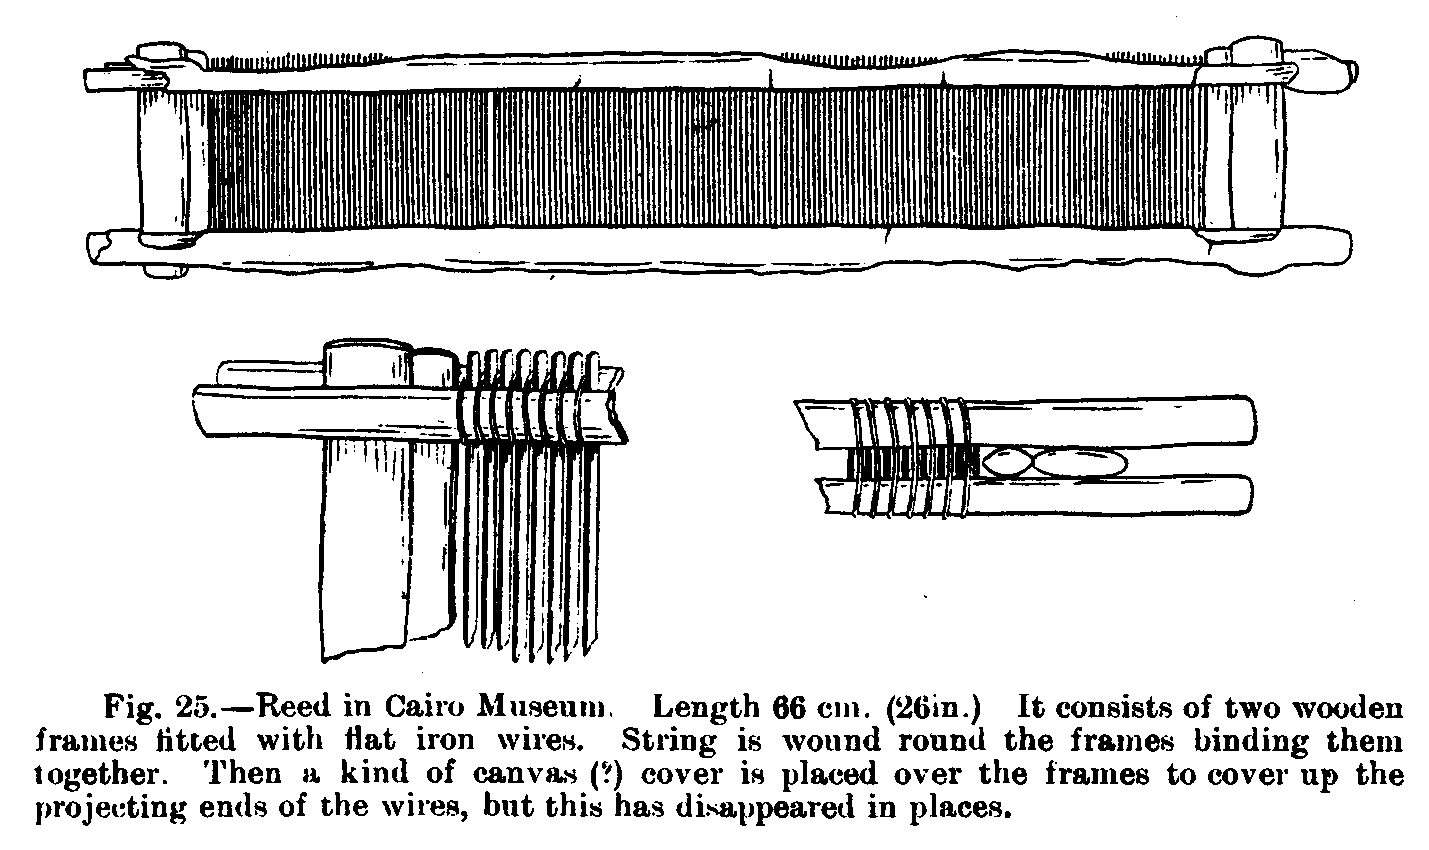 Fig. 25.—Reed in Cairo Museum. Length 66 cm. (26in.) It consists of two wooden
frames fitted with flat iron wires. String is wound round the frames binding them
together. Then a kind of canvas (?) cover is placed over the frames to cover up the
projecting ends of the wires, but this has disappeared in places.